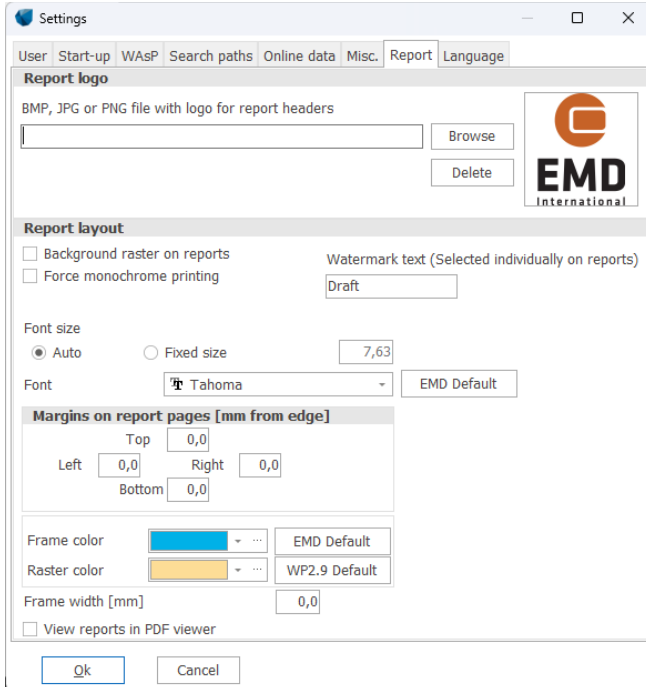 Settings
User Start-up WAsP Search paths Online data Misc. Report Language
Report logo
BMP, JPG or PNG file with logo for report headers
Browse
Delete
EMD
International
Report layout
Background raster on reports
Force monochrome printing
Watermark text (Selected individually on reports)
Draft
Font size
Auto Fixed size 7,63
Font Tahoma EMD Default
Margins on report pages [mm from edge]
Top 0,0
Left 0,0 Right 0,0
Bottom 0,0
Frame color ... EMD Default
Raster color ... WP2.9 Default
Frame width [mm] 0,0
View reports in PDF viewer
Ok Cancel